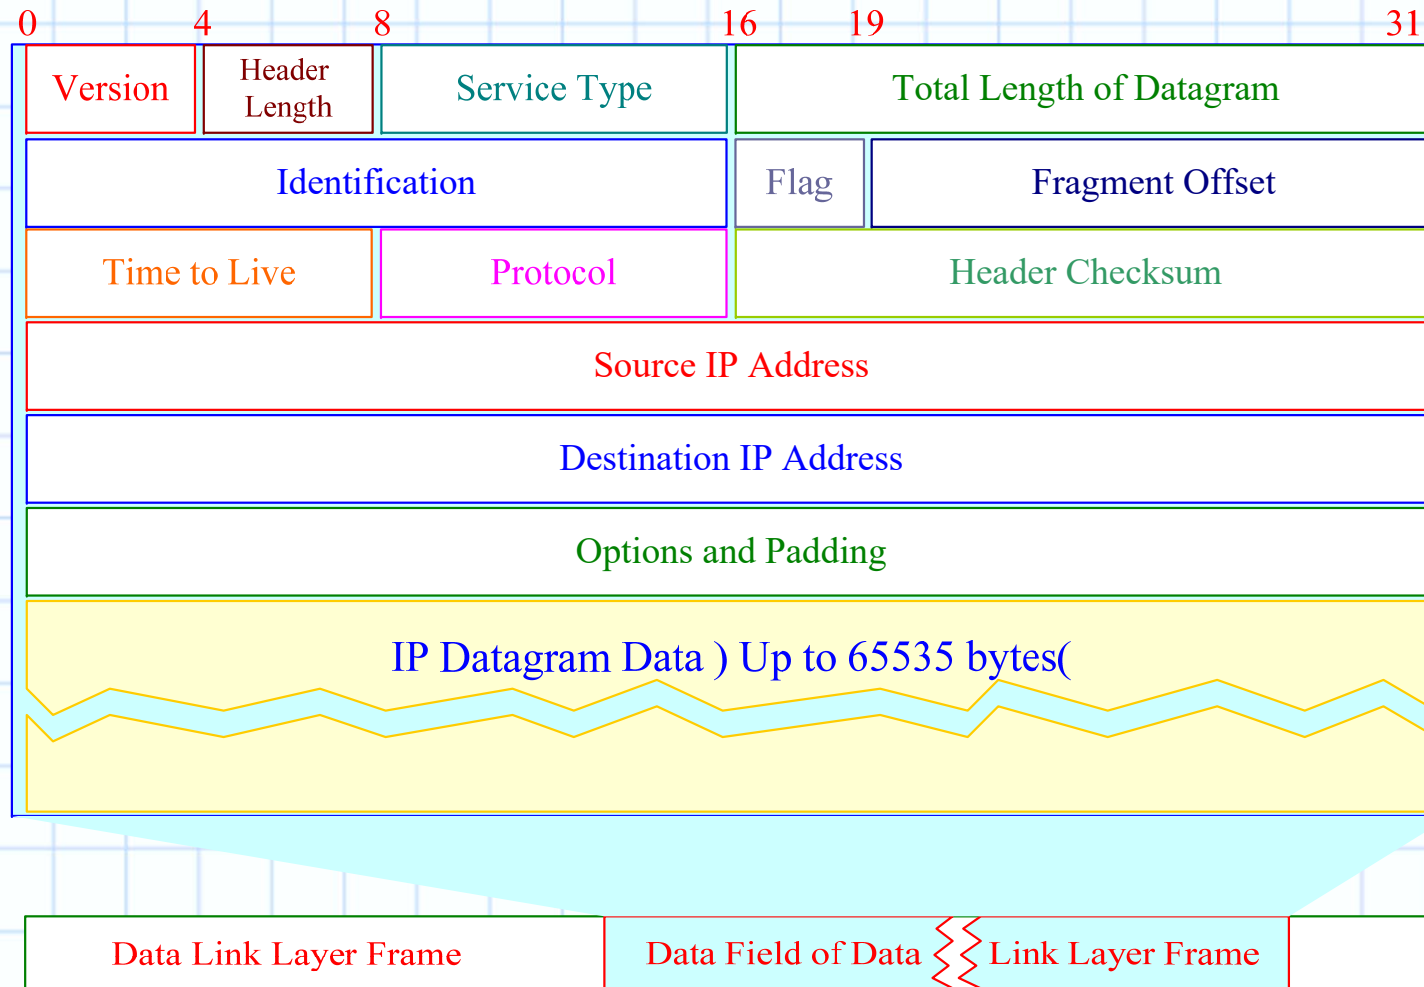 0 4 8 16 19 31
Version Header Length Service Type Total Length of Datagram
Identification Flag Fragment Offset
Time to Live Protocol Header Checksum
Source IP Address
Destination IP Address
Options and Padding
IP Datagram Data ) Up to 65535 bytes(
Data Link Layer Frame Data Field of Data Link Layer Frame